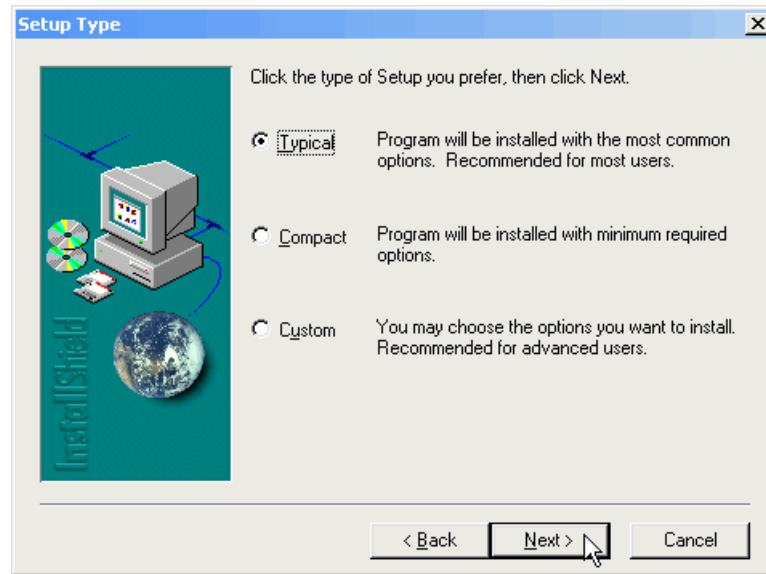 Setup Type
Click the type of Setup you prefer, then click Next.
Typical
Program will be installed with the most common
options. Recommended for most users.
Compact
Program will be installed with minimum required
options.
Custom
You may choose the options you want to install.
Recommended for advanced users.
InstallShield
< Back
Next >
Cancel